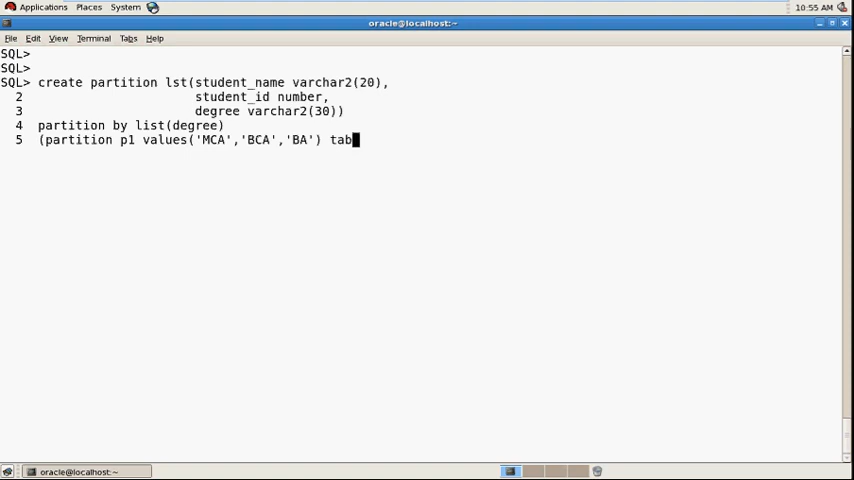 Applications Places System 10:55 AM
oracle@localhost:~
File Edit View Terminal Tabs Help
SQL>
SQL>
SQL> create partition lst(student_name varchar2(20),
2 student_id number,
3 degree varchar2(30))
4 partition by list(degree)
5 (partition p1 values('MCA','BCA','BA') tab
oracle@localhost:~